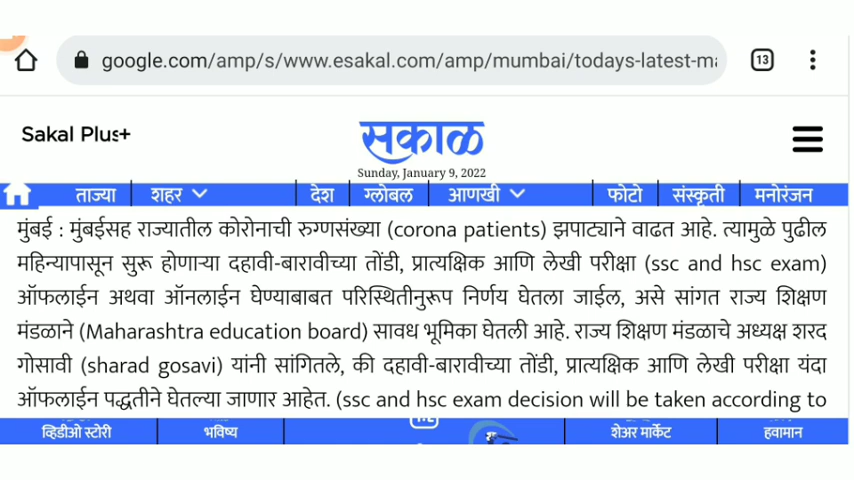 google.com/amp/s/www.esakal.com/amp/mumbai/todays-latest-ma
13
Sakal Plus+
सकाळ
Sunday, January 9, 2022
ताज्या शहर देश ग्लोबल आणखी फोटो संस्कृती मनोरंजन
मुंबई : मुंबईसह राज्यातील कोरोनाची रुग्णसंख्या (corona patients) झपाट्याने वाढत आहे. त्यामुळे पुढील
महिन्यापासून सुरू होणाऱ्या दहावी-बारावीच्या तोंडी, प्रात्यक्षिक आणि लेखी परीक्षा (ssc and hsc exam)
ऑफलाईन अथवा ऑनलाईन घेण्याबाबत परिस्थितीनुरूप निर्णय घेतला जाईल, असे सांगत राज्य शिक्षण
मंडळाने (Maharashtra education board) सावध भूमिका घेतली आहे. राज्य शिक्षण मंडळाचे अध्यक्ष शरद
गोसावी (sharad gosavi) यांनी सांगितले, की दहावी-बारावीच्या तोंडी, प्रात्यक्षिक आणि लेखी परीक्षा यंदा
ऑफलाईन पद्धतीने घेतल्या जाणार आहेत. (ssc and hsc exam decision will be taken according to
व्हिडीओ स्टोरी भविष्य शेअर मार्केट हवामान